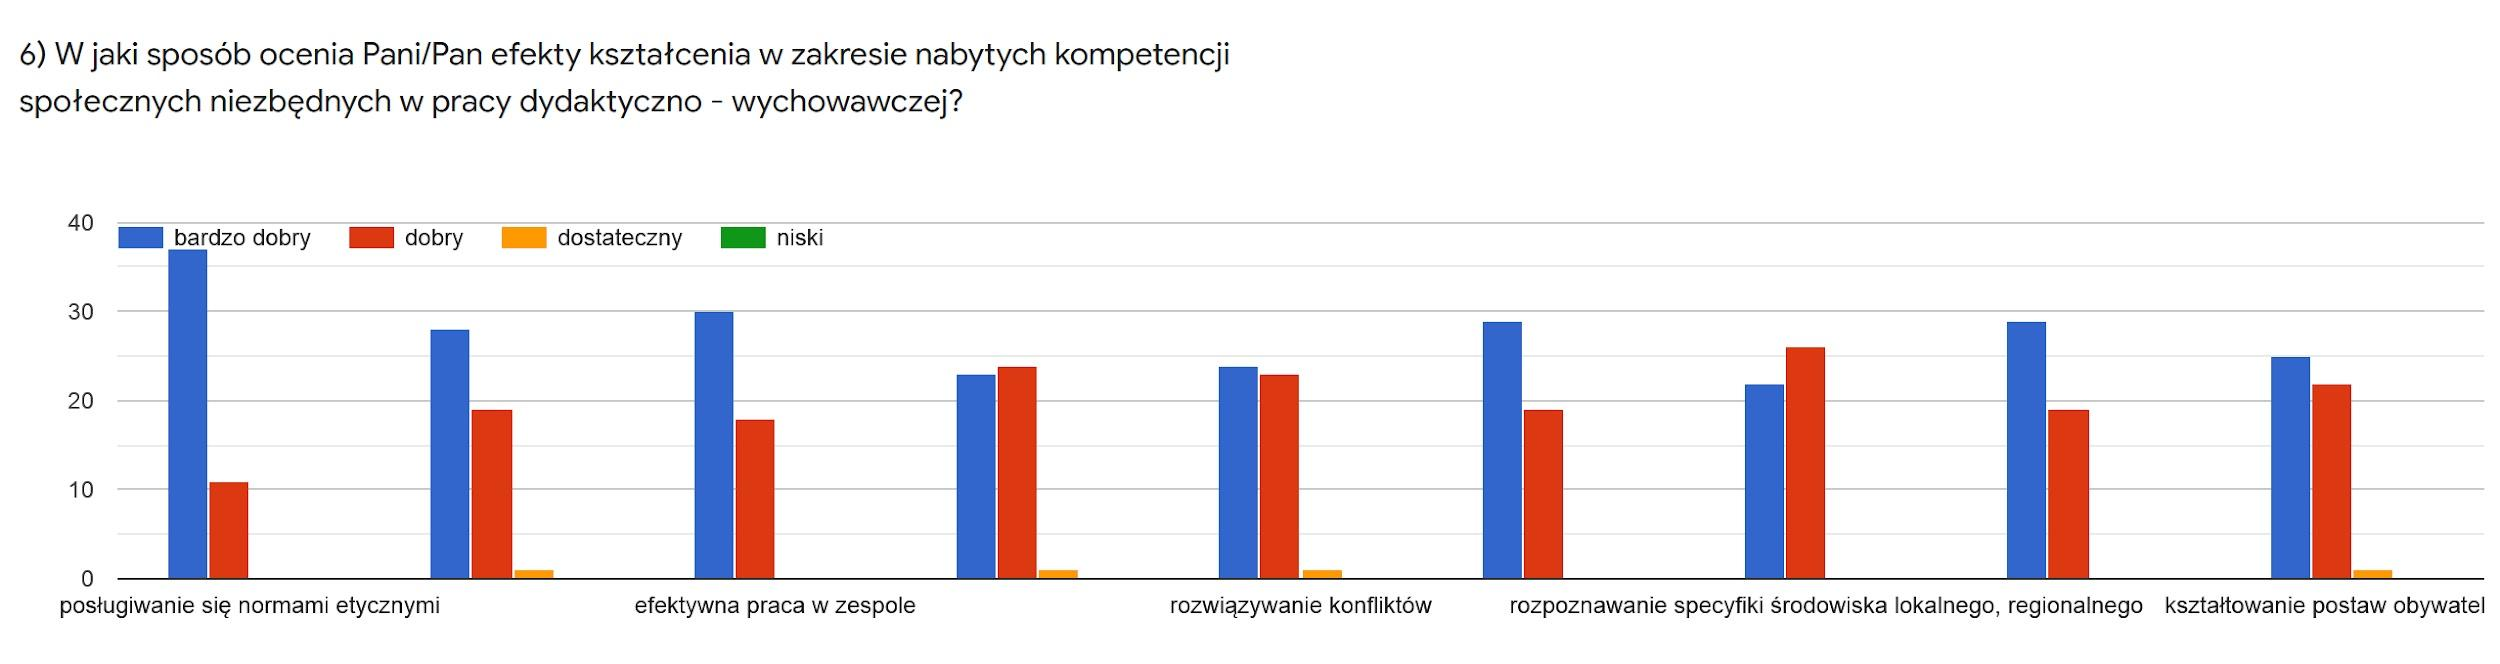 6) W jaki sposób ocenia Pani/Pan efekty kształcenia w zakresie nabytych kompetencji
społecznych niezbędnych w pracy dydaktyczno - wychowawczej?
40
bardzo dobry dobry dostateczny niski
30
20
10
0
posługiwanie się normami etycznymi efektywna praca w zespole rozwiązywanie konfliktów rozpoznawanie specyfiki środowiska lokalnego, regionalnego kształtowanie postaw obywatel